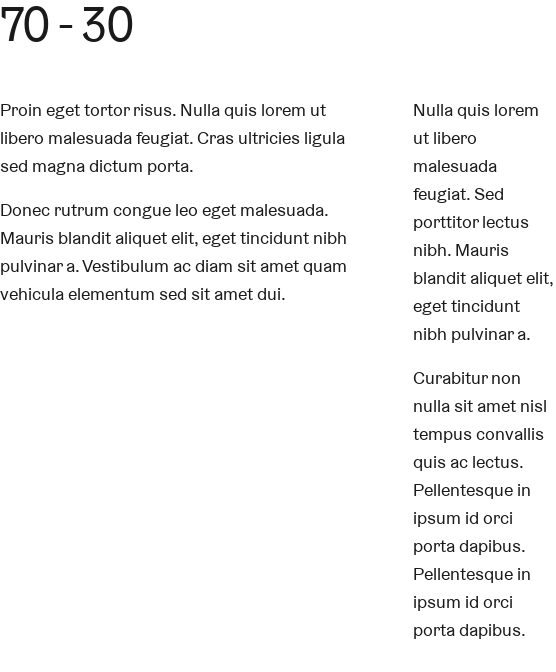 70 - 30
Proin eget tortor risus. Nulla quis lorem ut
libero malesuada feugiat. Cras ultricies ligula
sed magna dictum porta.
Donec rutrum congue leo eget malesuada.
Mauris blandit aliquet elit, eget tincidunt nibh
pulvinar a. Vestibulum ac diam sit amet quam
vehicula elementum sed sit amet dui.
Nulla quis lorem
ut libero
malesuada
feugiat. Sed
porttitor lectus
nibh. Mauris
blandit aliquet elit,
eget tincidunt
nibh pulvinar a.
Curabitur non
nulla sit amet nisl
tempus convallis
quis ac lectus.
Pellentesque in
ipsum id orci
porta dapibus.
Pellentesque in
ipsum id orci
porta dapibus.